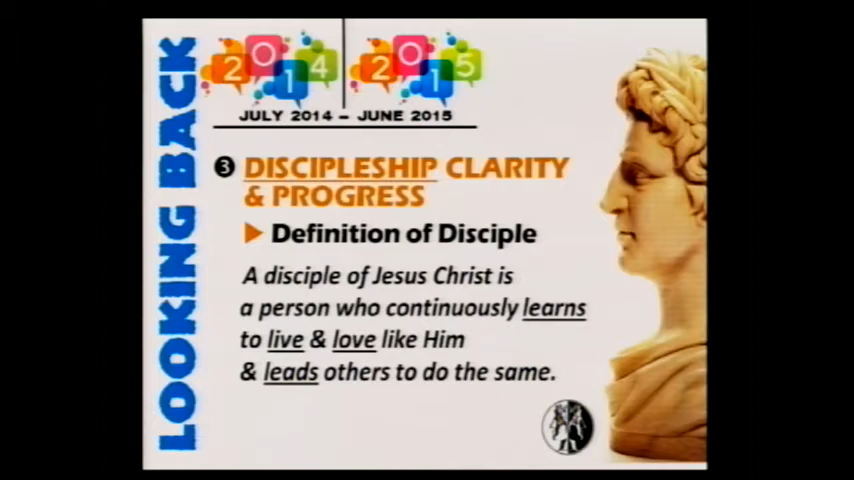 LOOKING BACK
2014 2015
JULY 2014 – JUNE 2015
3 DISCIPLESHIP CLARITY
& PROGRESS
Definition of Disciple
A disciple of Jesus Christ is
a person who continuously learns
to live & love like Him
& leads others to do the same.